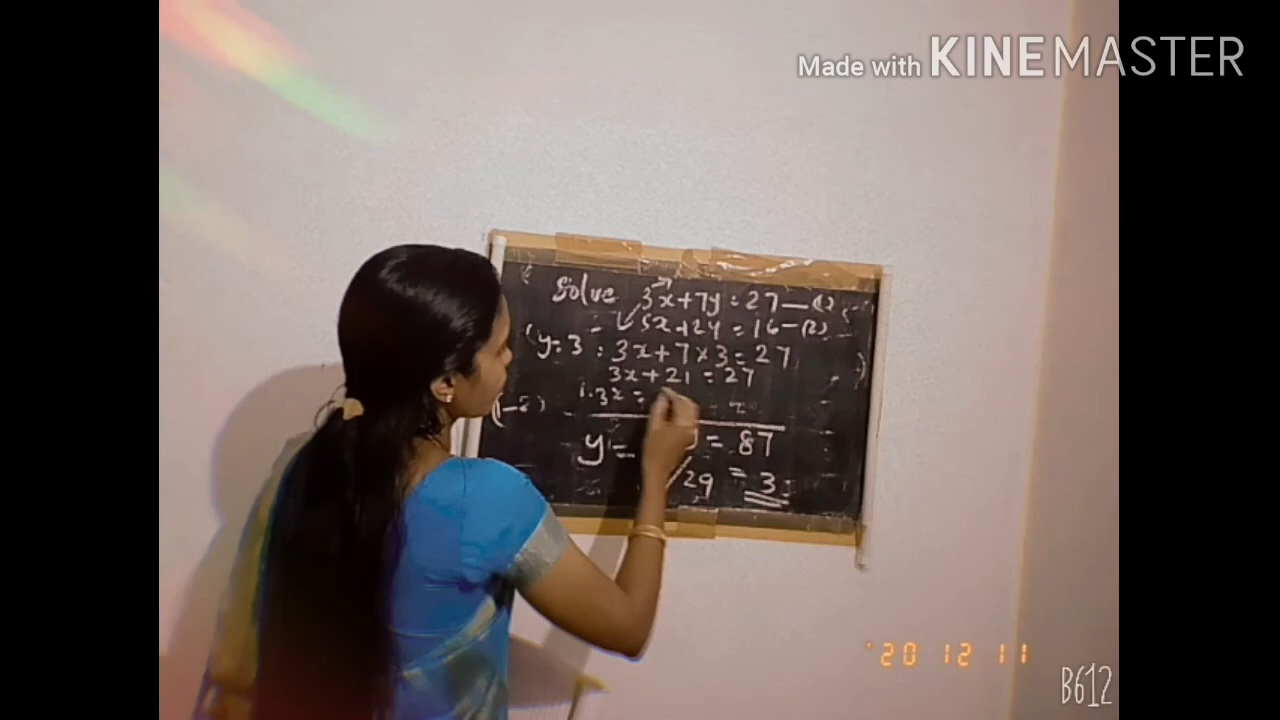 Made with KINEMASTER
Solve 3x+7y=27—(1)
5x+2y=16—(2)
y=3 : 3x+7×3=27
3x+21=27
3x=
y= = 87
29 = 3
'20 12 11
B612